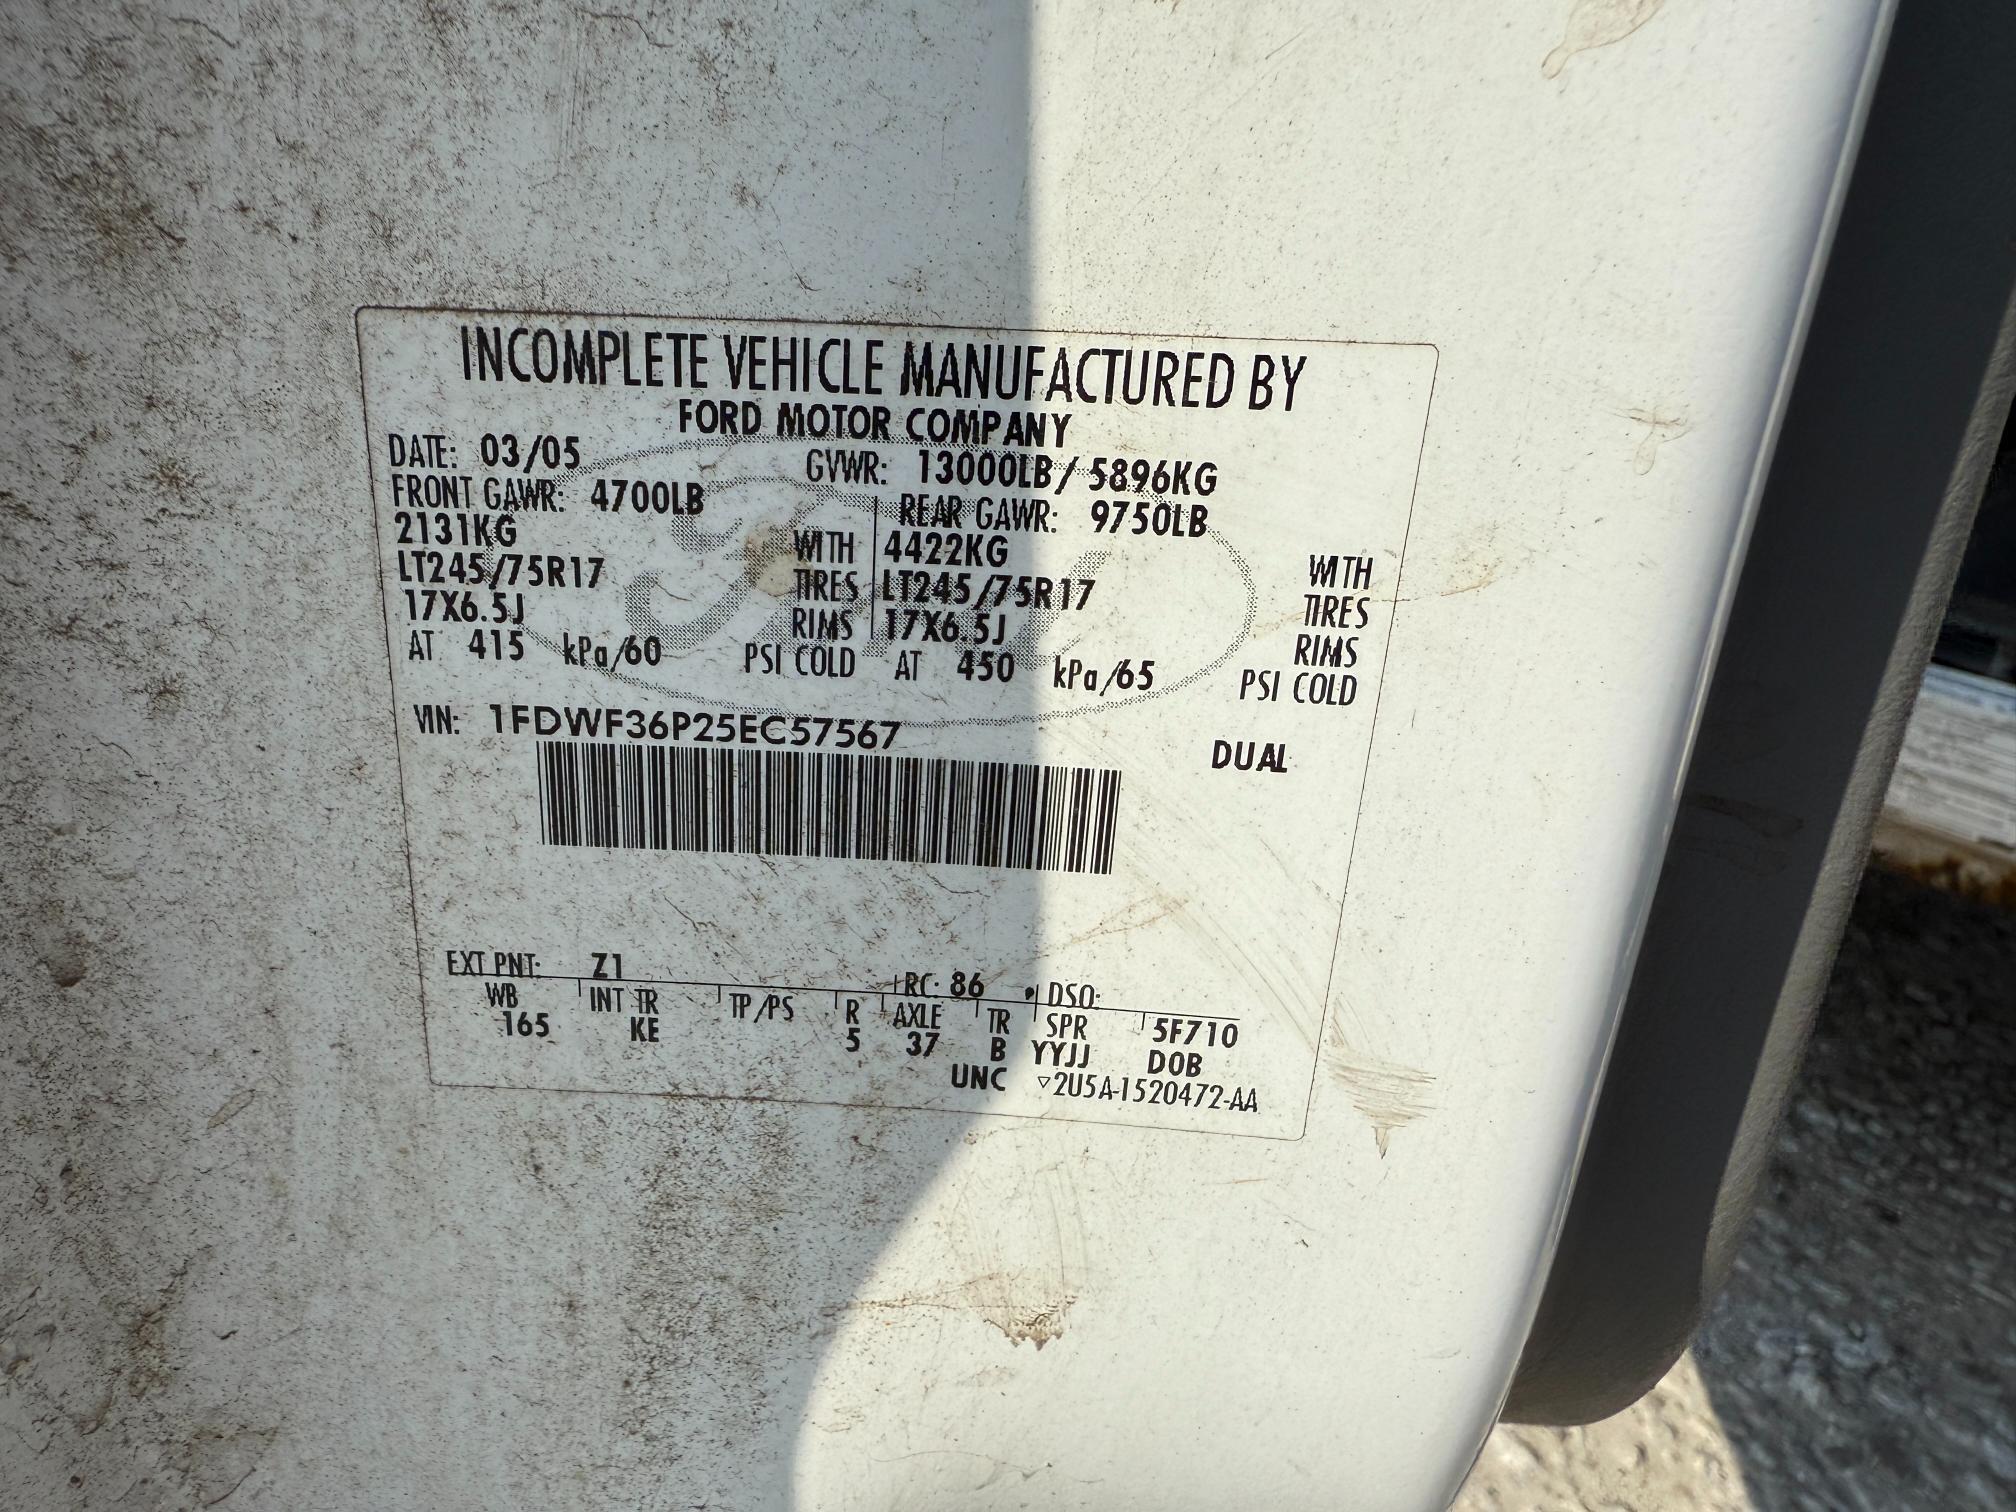 INCOMPLETE VEHICLE MANUFACTURED BY
FORD MOTOR COMPANY
DATE: 03/05 GVWR: 13000LB/ 5896KG
FRONT GAWR: 4700LB REAR GAWR: 9750LB
2131KG WITH 4422KG WITH
LT245/75R17 TIRES LT245/75R17 TIRES
17X6.5J RIMS 17X6.5J RIMS
AT 415 kPa/60 PSI COLD AT 450 kPa/65 PSI COLD
VIN: 1FDWF36P25EC57567
DUAL
EXT PNT: Z1 RC: 86 DSO:
WB INT TR TP/PS R AXLE TR SPR 5F710
165 KE 5 37 B YYJJ DOB
UNC ▽2U5A-1520472-AA